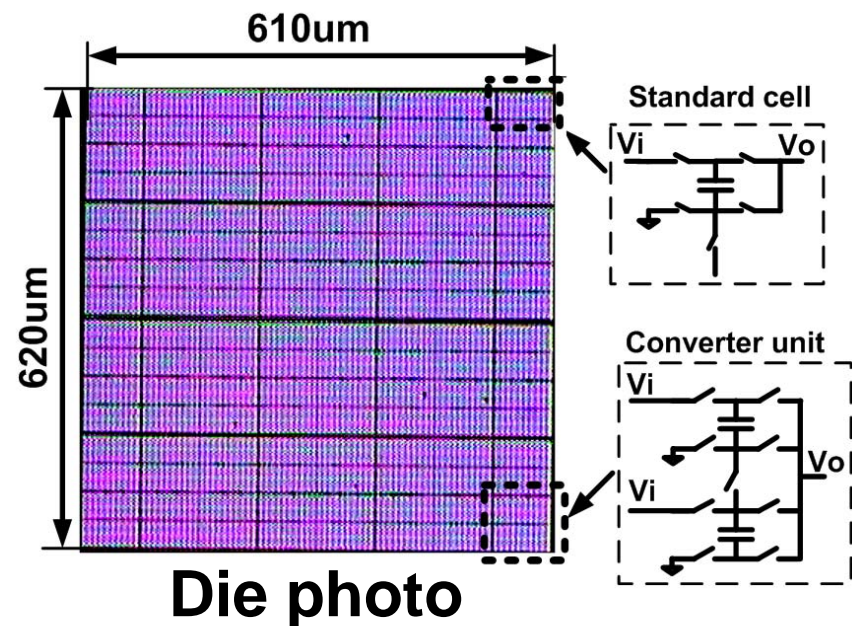 610um
620um
Standard cell
Vi
Vo
Converter unit
Vi
Vo
Vi
Die photo